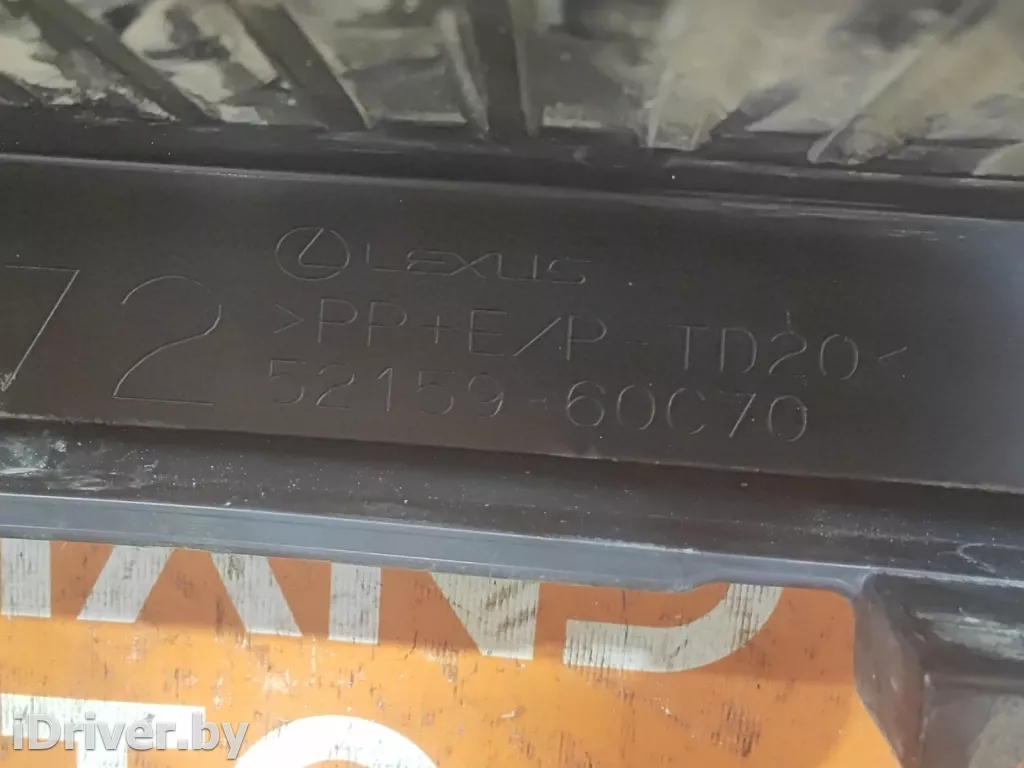 LEXUS
72
>PP+E/P-TD20<
52159-60C70
iDriver.by